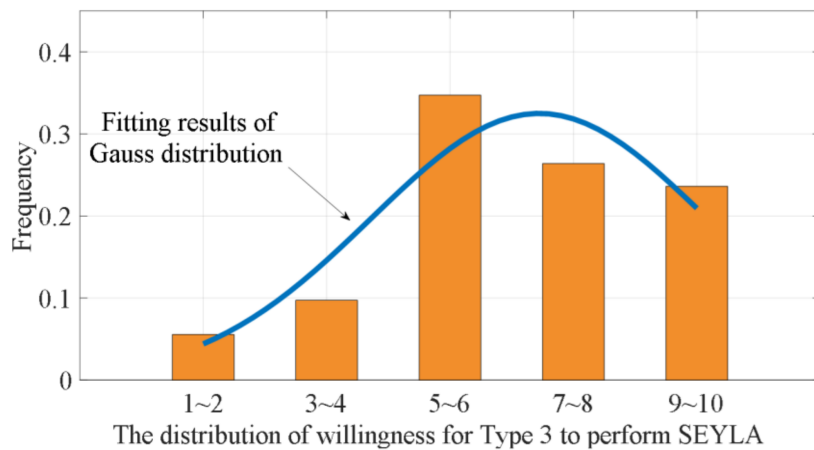 0.4
0.3
0.2
0.1
0
Frequency
Fitting results of
Gauss distribution
1~2 3~4 5~6 7~8 9~10
The distribution of willingness for Type 3 to perform SEYLA